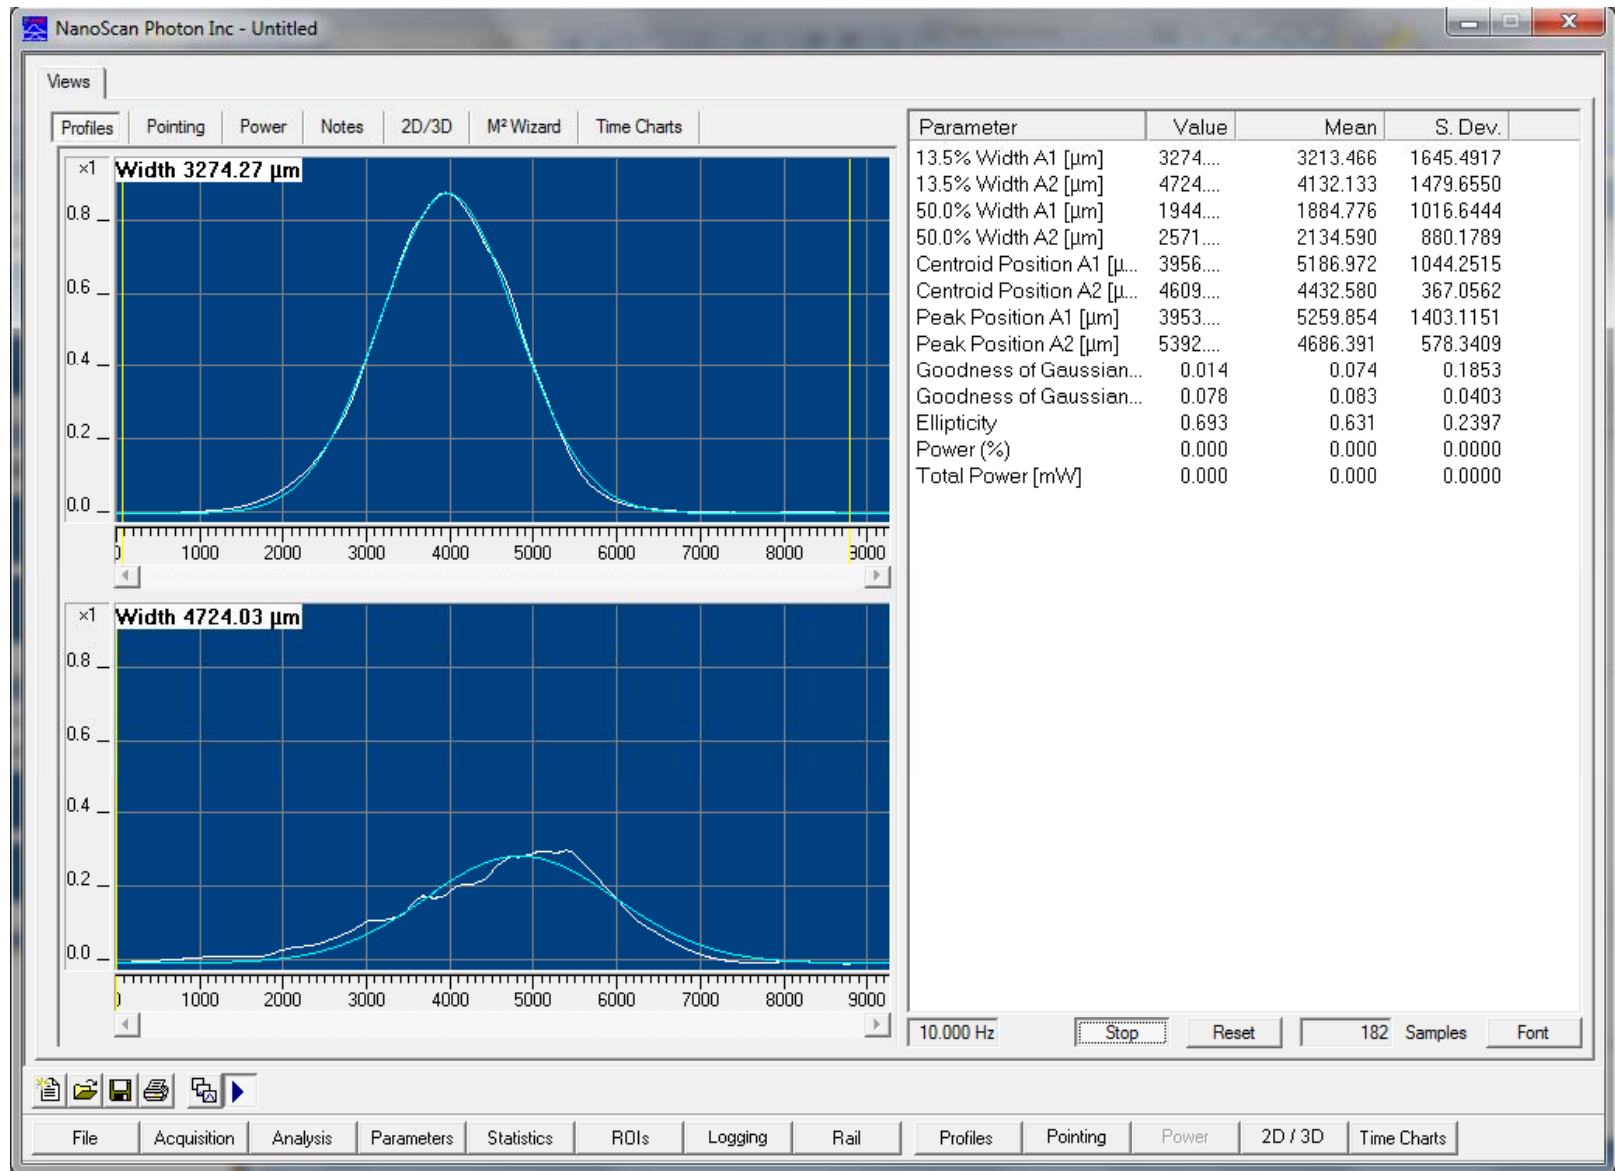 NanoScan Photon Inc - Untitled
Views
Profiles Pointing Power Notes 2D/3D M² Wizard Time Charts
×1 Width 3274.27 µm
0.8
0.6
0.4
0.2
0.0
0 1000 2000 3000 4000 5000 6000 7000 8000 9000
×1 Width 4724.03 µm
0.8
0.6
0.4
0.2
0.0
0 1000 2000 3000 4000 5000 6000 7000 8000 9000
Parameter Value Mean S. Dev.
13.5% Width A1 [µm] 3274.... 3213.466 1645.4917
13.5% Width A2 [µm] 4724.... 4132.133 1479.6550
50.0% Width A1 [µm] 1944.... 1884.776 1016.6444
50.0% Width A2 [µm] 2571.... 2134.590 880.1789
Centroid Position A1 [µ... 3956.... 5186.972 1044.2515
Centroid Position A2 [µ... 4609.... 4432.580 367.0562
Peak Position A1 [µm] 3953.... 5259.854 1403.1151
Peak Position A2 [µm] 5392.... 4686.391 578.3409
Goodness of Gaussian... 0.014 0.074 0.1853
Goodness of Gaussian... 0.078 0.083 0.0403
Ellipticity 0.693 0.631 0.2397
Power (%) 0.000 0.000 0.0000
Total Power [mW] 0.000 0.000 0.0000
10.000 Hz Stop Reset 182 Samples Font
File Acquisition Analysis Parameters Statistics ROIs Logging Rail Profiles Pointing Power 2D / 3D Time Charts